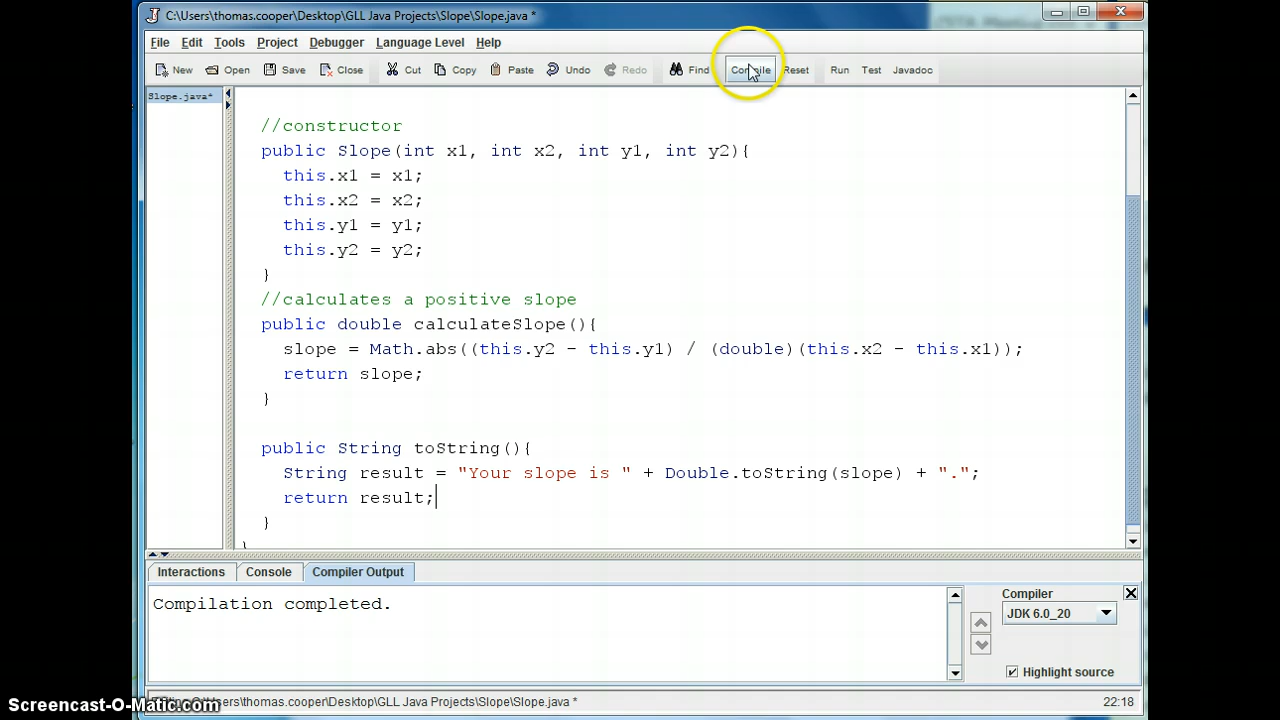 C:\Users\thomas.cooper\Desktop\GLL Java Projects\Slope\Slope.java *
File Edit Tools Project Debugger Language Level Help
New Open Save Close Cut Copy Paste Undo Redo Find Compile Reset Run Test Javadoc
Slope.java*
//constructor
public Slope(int x1, int x2, int y1, int y2){
this.x1 = x1;
this.x2 = x2;
this.y1 = y1;
this.y2 = y2;
}
//calculates a positive slope
public double calculateSlope(){
slope = Math.abs((this.y2 - this.y1) / (double)(this.x2 - this.x1));
return slope;
}
public String toString(){
String result = "Your slope is " + Double.toString(slope) + ".";
return result;
}
Interactions Console Compiler Output
Compilation completed.
Compiler
JDK 6.0_20
Highlight source
C:\Users\thomas.cooper\Desktop\GLL Java Projects\Slope\Slope.java * 22:18
Screencast-O-Matic.com